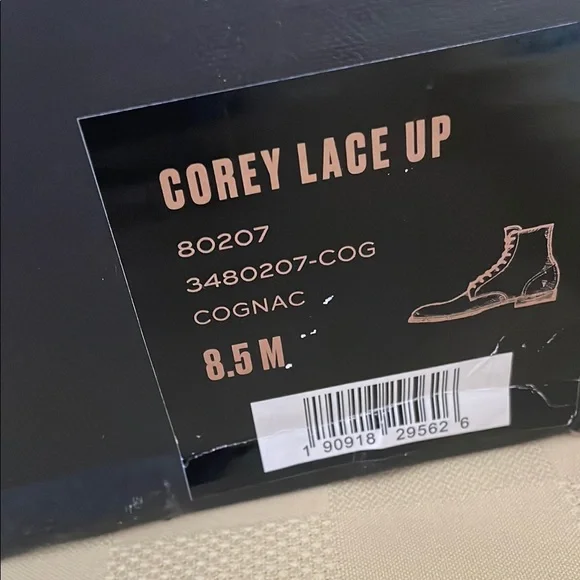 COREY LACE UP
80207
3480207-COG
COGNAC
8.5 M
1 90918 29562 6